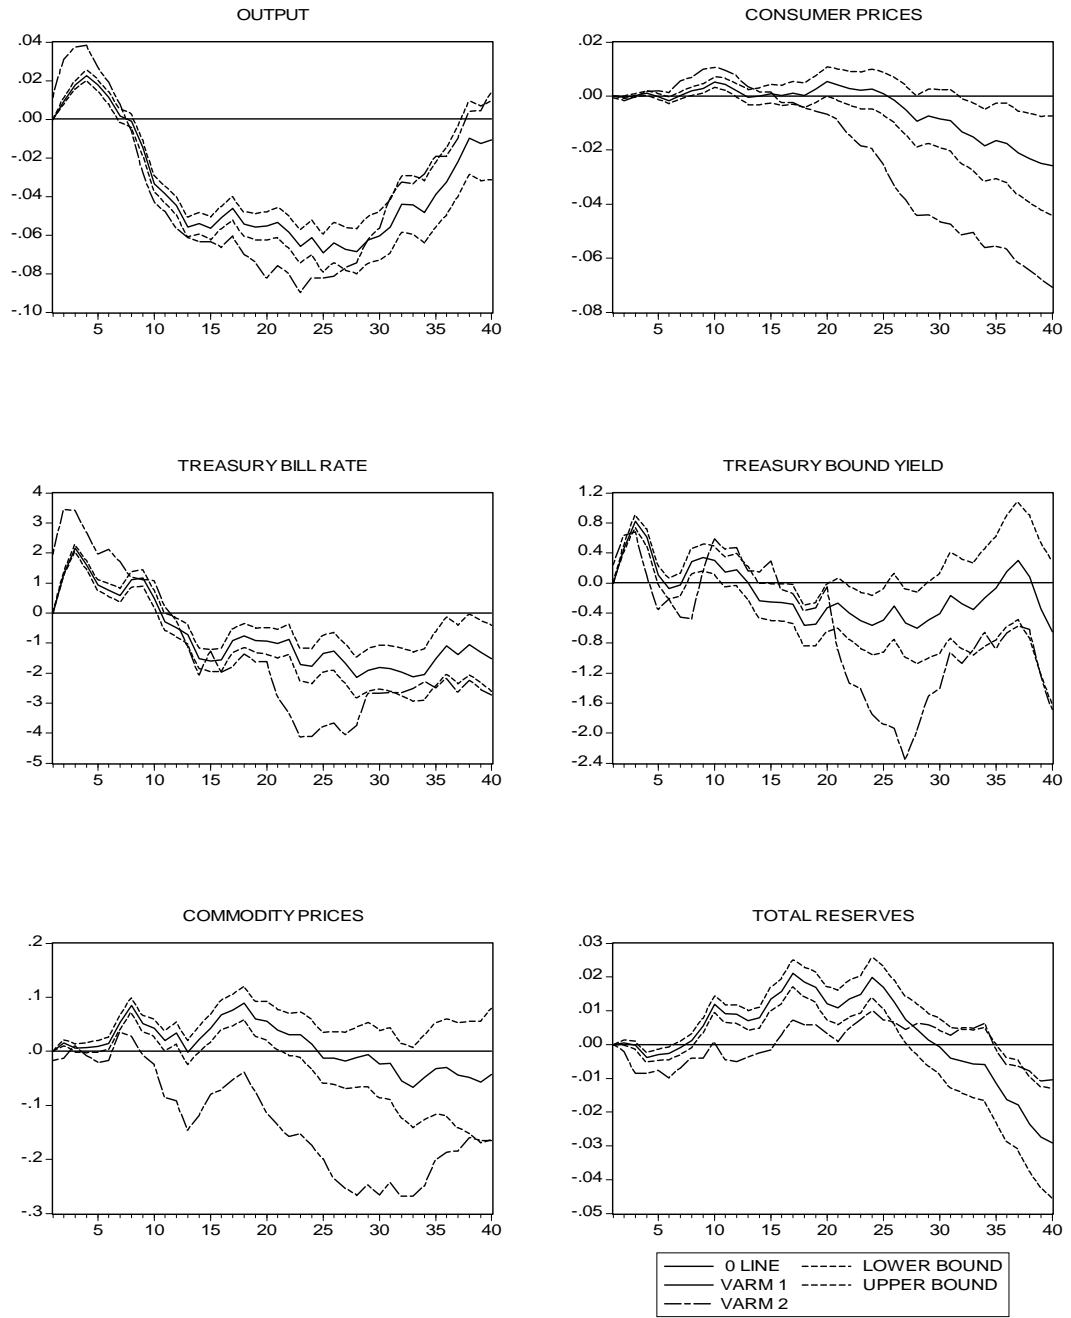 OUTPUT
.04
.02
.00
-.02
-.04
-.06
-.08
-.10
5 10 15 20 25 30 35 40
CONSUMER PRICES
.02
.00
-.02
-.04
-.06
-.08
5 10 15 20 25 30 35 40
TREASURY BILL RATE
4
3
2
1
0
-1
-2
-3
-4
-5
5 10 15 20 25 30 35 40
TREASURY BOUND YIELD
1.2
0.8
0.4
0.0
-0.4
-0.8
-1.2
-1.6
-2.0
-2.4
5 10 15 20 25 30 35 40
COMMODITY PRICES
.2
.1
.0
-.1
-.2
-.3
5 10 15 20 25 30 35 40
TOTAL RESERVES
.03
.02
.01
.00
-.01
-.02
-.03
-.04
-.05
5 10 15 20 25 30 35 40
0 LINE
VARM 1
VARM 2
LOWER BOUND
UPPER BOUND